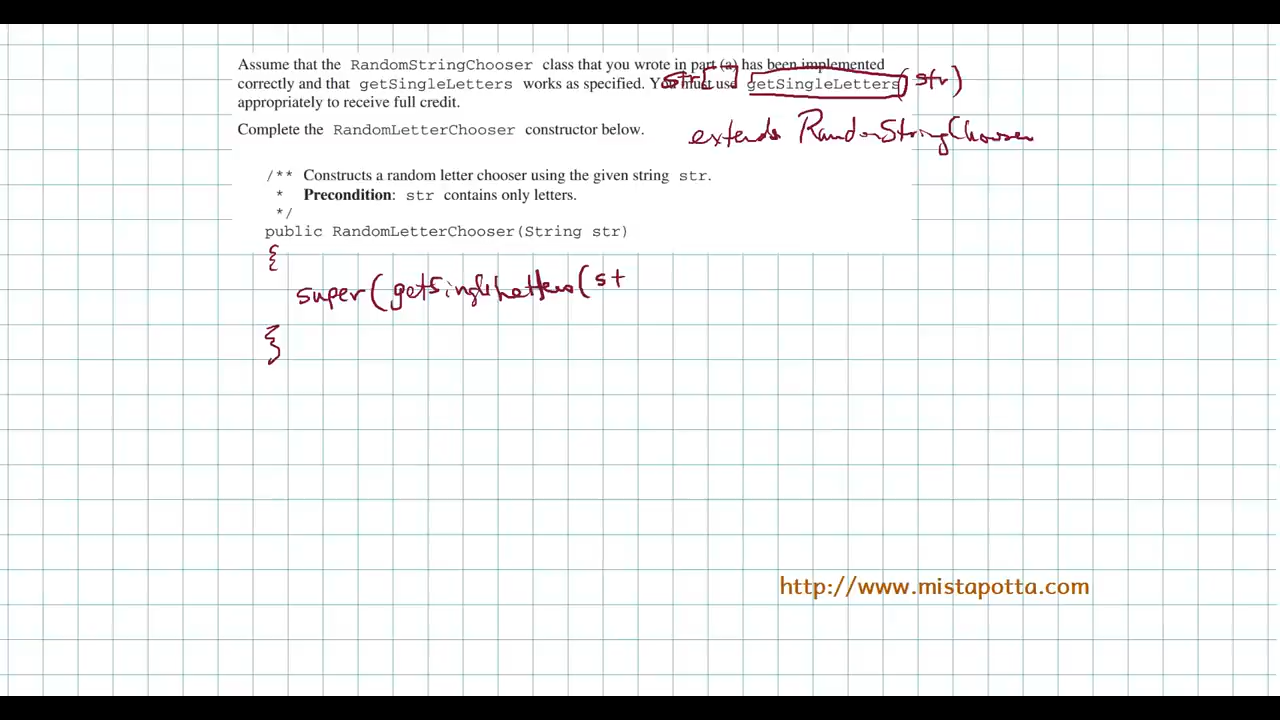 Assume that the RandomStringChooser class that you wrote in part (a) has been implemented
correctly and that getSingleLetters works as specified. You must use getSingleLetters (str)
str[]
appropriately to receive full credit.
Complete the RandomLetterChooser constructor below.
extends RandomStringChooser
/** Constructs a random letter chooser using the given string str.
* Precondition: str contains only letters.
*/
public RandomLetterChooser(String str)
{
super(getSingleLetters(st
}
http://www.mistapotta.com